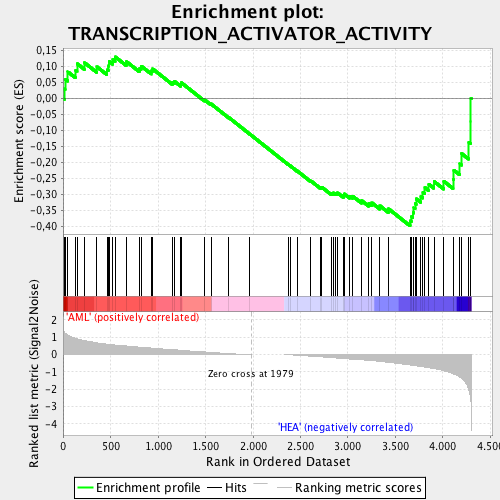 Enrichment plot:
TRANSCRIPTION_ACTIVATOR_ACTIVITY
Enrichment score (ES)
0,15
0,10
0,05
0,00
-0,05
-0,10
-0,15
-0,20
-0,25
-0,30
-0,35
-0,40
Ranked list metric (Signal2Noise)
'AML' (positively correlated)
2
1
0
-1
-2
-3
-4
Zero cross at 1979
'HEA' (negatively correlated)
0 500 1.000 1.500 2.000 2.500 3.000 3.500 4.000 4.500
Rank in Ordered Dataset
Enrichment profile Hits Ranking metric scores